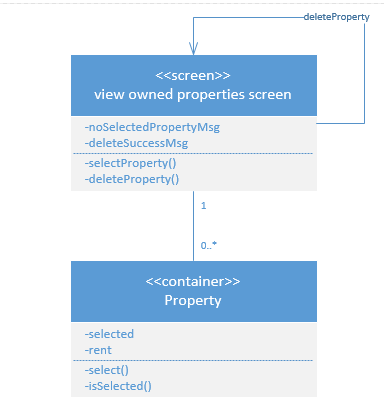 deleteProperty
<<screen>>
view owned properties screen
-noSelectedPropertyMsg
-deleteSuccessMsg
-selectProperty()
-deleteProperty()
1
0..*
<<container>>
Property
-selected
-rent
-select()
-isSelected()